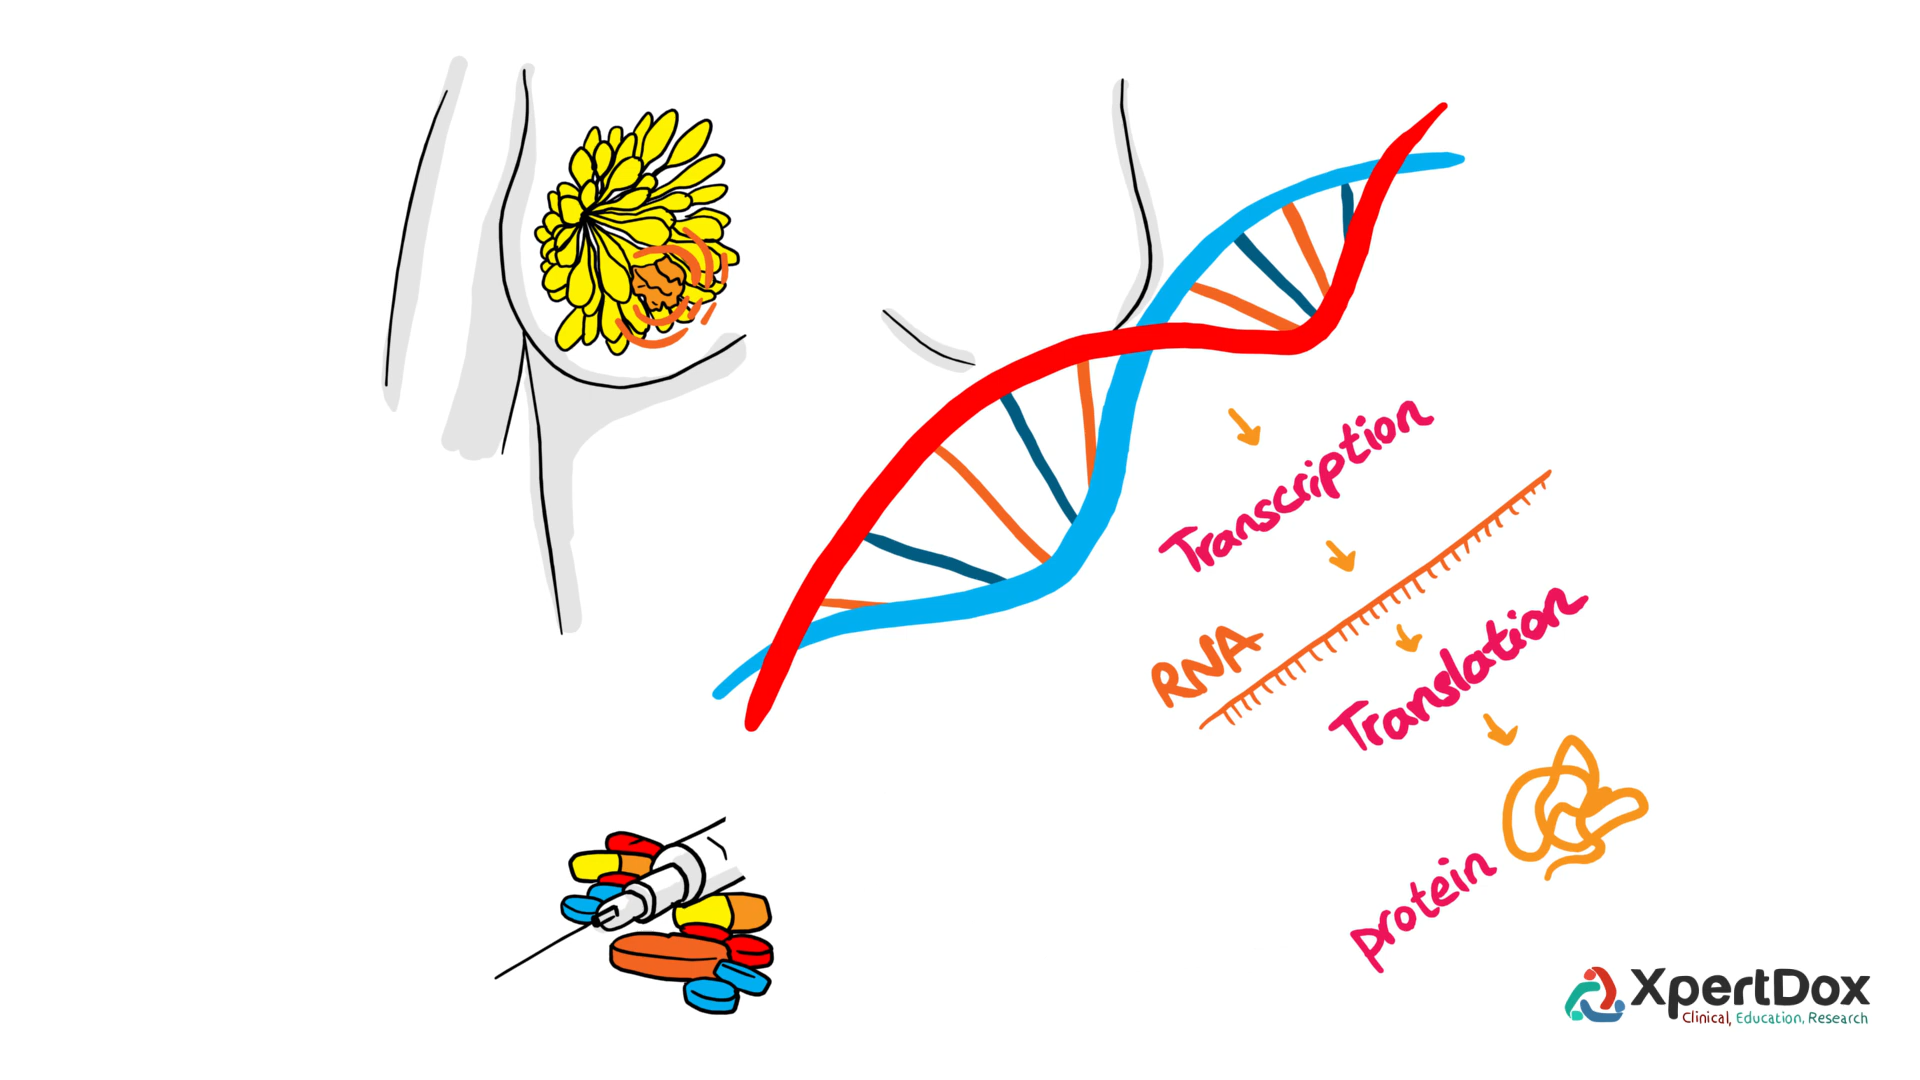 Transcription
RNA
Translation
protein
XpertDox
Clinical, Education, Research